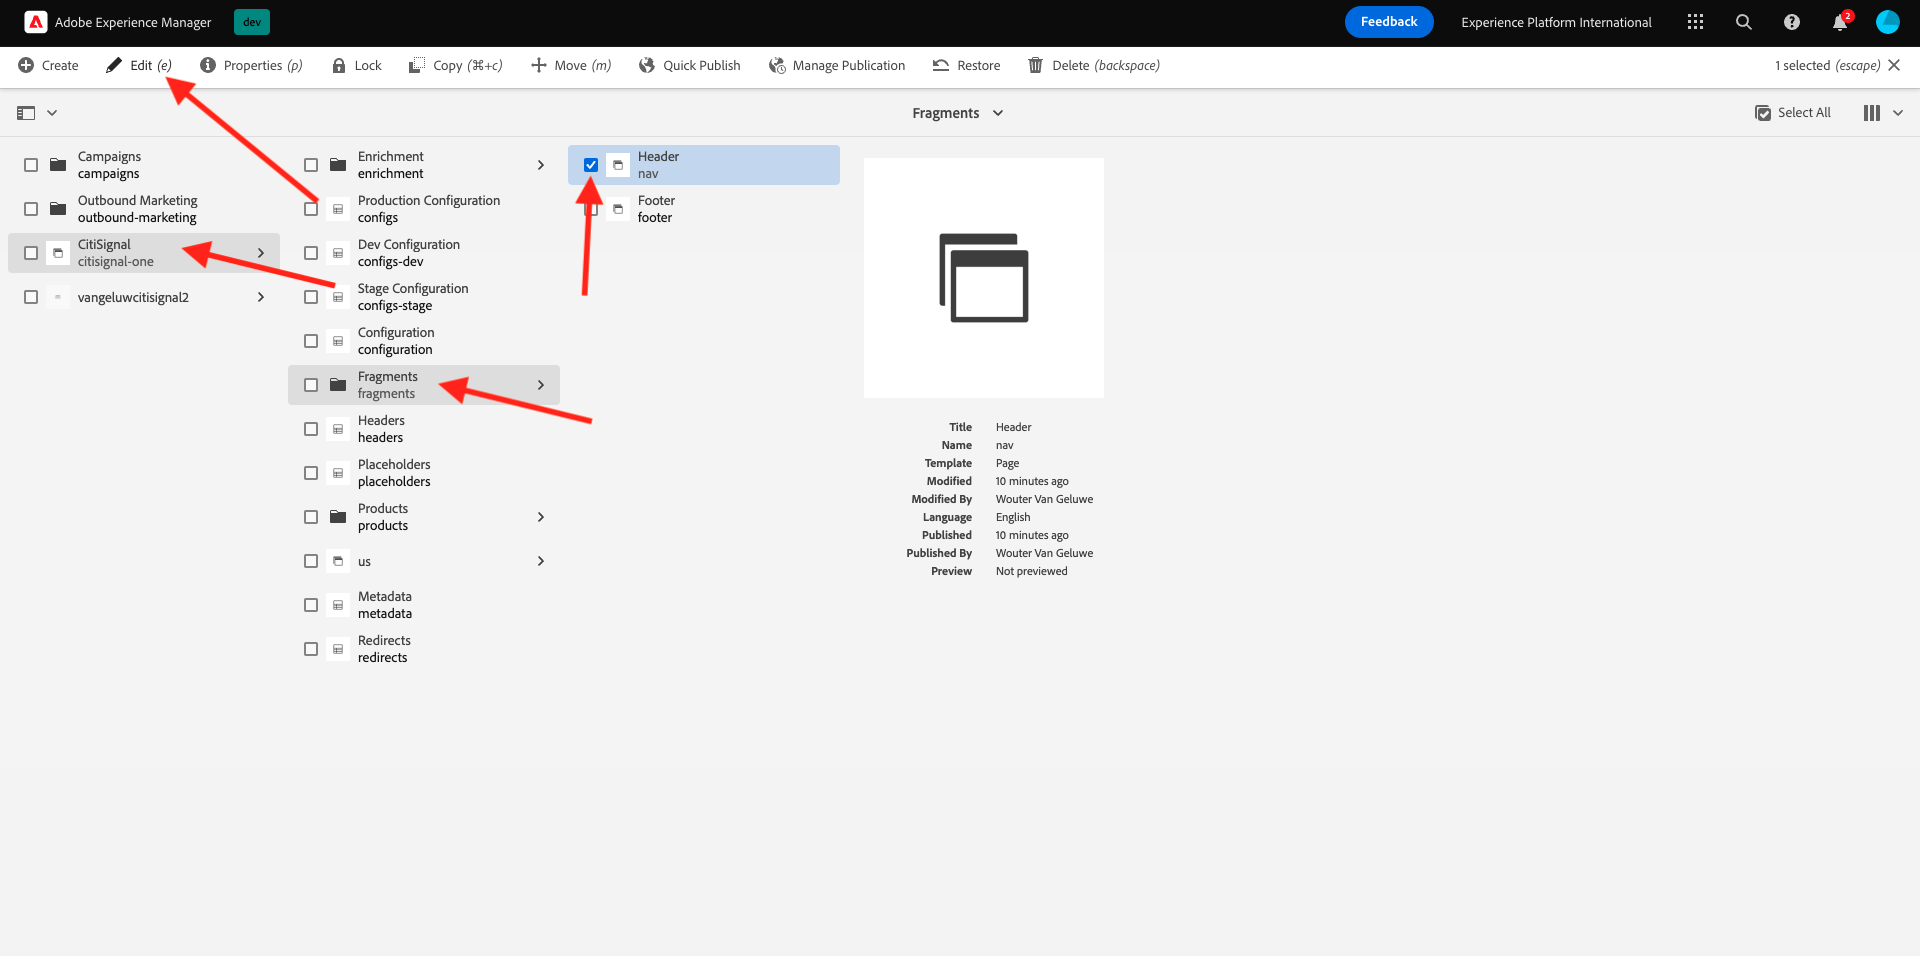 Adobe Experience Manager dev Feedback Experience Platform International 2
Create Edit (e) Properties (p) Lock Copy (⌘+c) Move (m) Quick Publish Manage Publication Restore Delete (backspace) 1 selected (escape)
Fragments Select All
Campaigns
campaigns
Outbound Marketing
outbound-marketing
CitiSignal
citisignal-one
vangeluwcitisignal2
Enrichment
enrichment
Production Configuration
configs
Dev Configuration
configs-dev
Stage Configuration
configs-stage
Configuration
configuration
Fragments
fragments
Headers
headers
Placeholders
placeholders
Products
products
us
Metadata
metadata
Redirects
redirects
Header
nav
Footer
footer
Title Header
Name nav
Template Page
Modified 10 minutes ago
Modified By Wouter Van Geluwe
Language English
Published 10 minutes ago
Published By Wouter Van Geluwe
Preview Not previewed